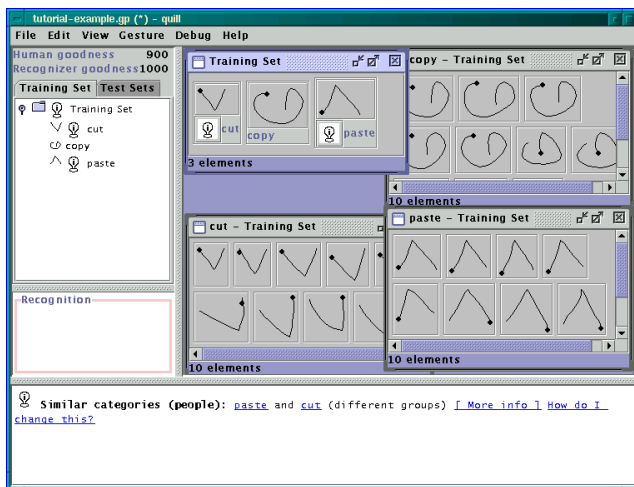 tutorial-example.gp (*) - quill
File Edit View Gesture Debug Help
Human goodness 900
Recognizer goodness 1000
Training Set Test Sets
Training Set
cut
copy
paste
Training Set
cut
copy
paste
3 elements
copy - Training Set
10 elements
cut - Training Set
10 elements
paste - Training Set
10 elements
Recognition
Similar categories (people): paste and cut (different groups) [ More info ] How do I
change this?